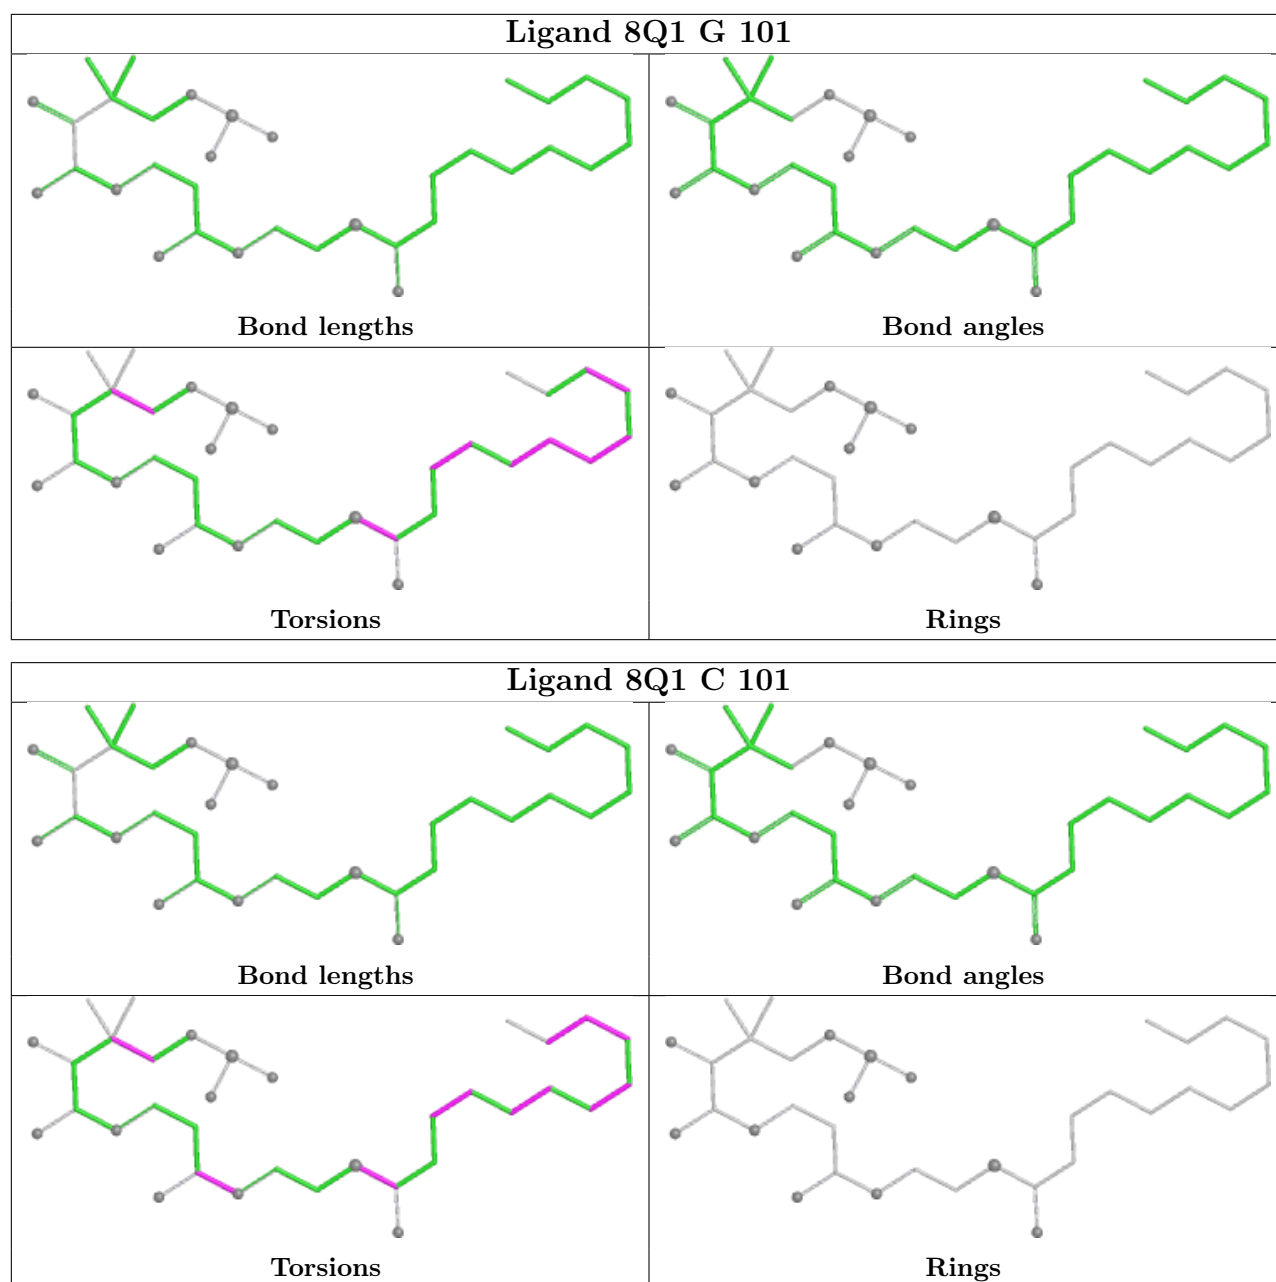 Ligand 8Q1 G 101
Bond lengths
Bond angles
Torsions
Rings
Ligand 8Q1 C 101
Bond lengths
Bond angles
Torsions
Rings